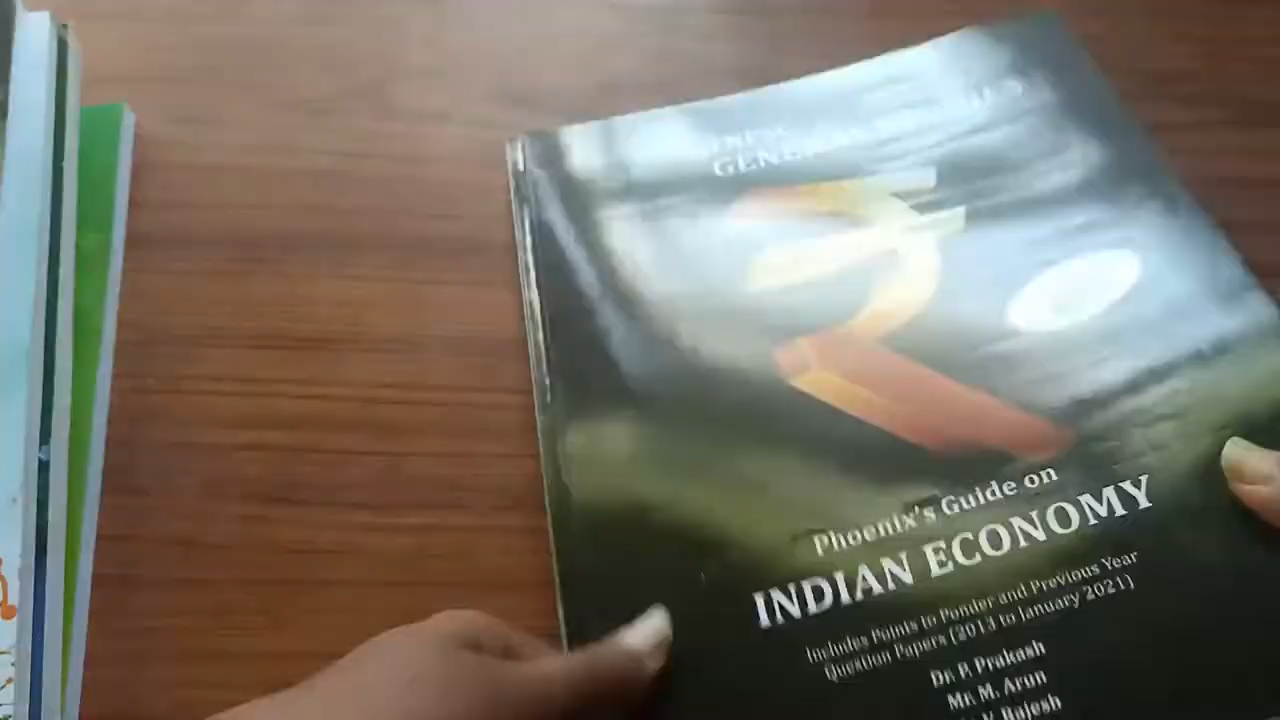 Phoenix's Guide on
INDIAN ECONOMY
Includes Points to Ponder and Previous Year
Question Papers (2013 to January 2021)
Dr. P. Prakash
Mr. M. Arun
V. Rajesh